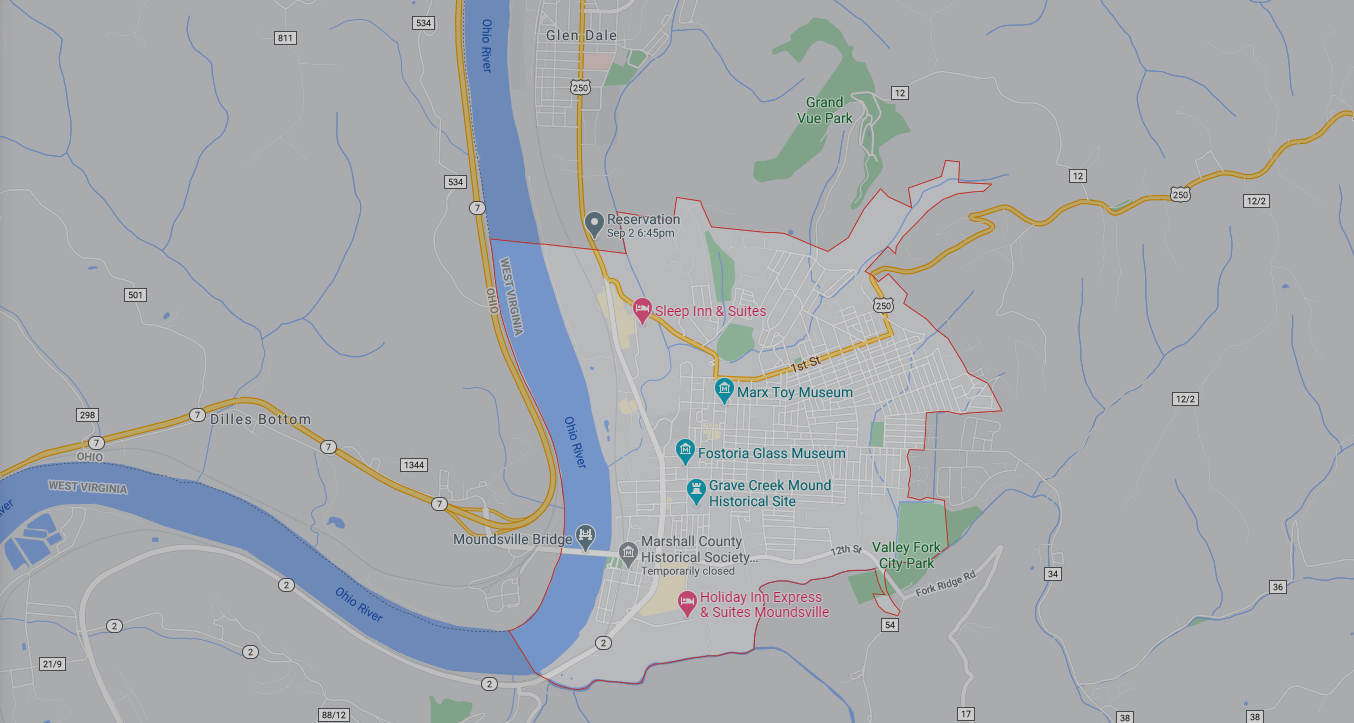 534
Glen Dale
811
Ohio River
250
Grand
Vue Park
12
534
7
12
250
12/2
Reservation
Sep 2 6:45pm
WEST VIRGINIA
OHIO
501
250
Sleep Inn & Suites
1st St
Marx Toy Museum
12/2
298
7
Dilles Bottom
7
7
OHIO
WEST VIRGINIA
1344
7
Ohio River
Fostoria Glass Museum
Grave Creek Mound
Historical Site
ver
Moundsville Bridge
Marshall County
Historical Society...
Temporarily closed
12th St
Valley Fork
City Park
Fork Ridge Rd
34
36
2
Ohio River
Holiday Inn Express
& Suites Moundsville
54
2
2
2
21/9
2
88/12
17
38
38